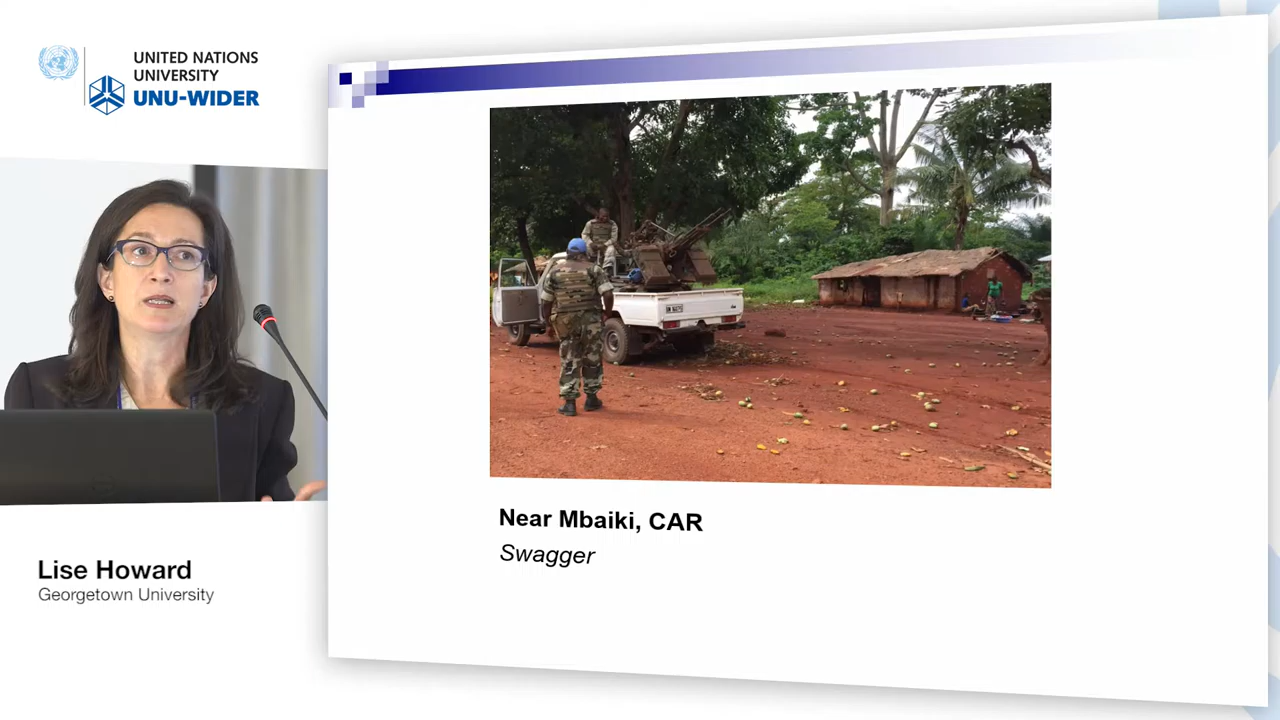 UNITED NATIONS
UNIVERSITY
UNU-WIDER
Lise Howard
Georgetown University
Near Mbaiki, CAR
Swagger